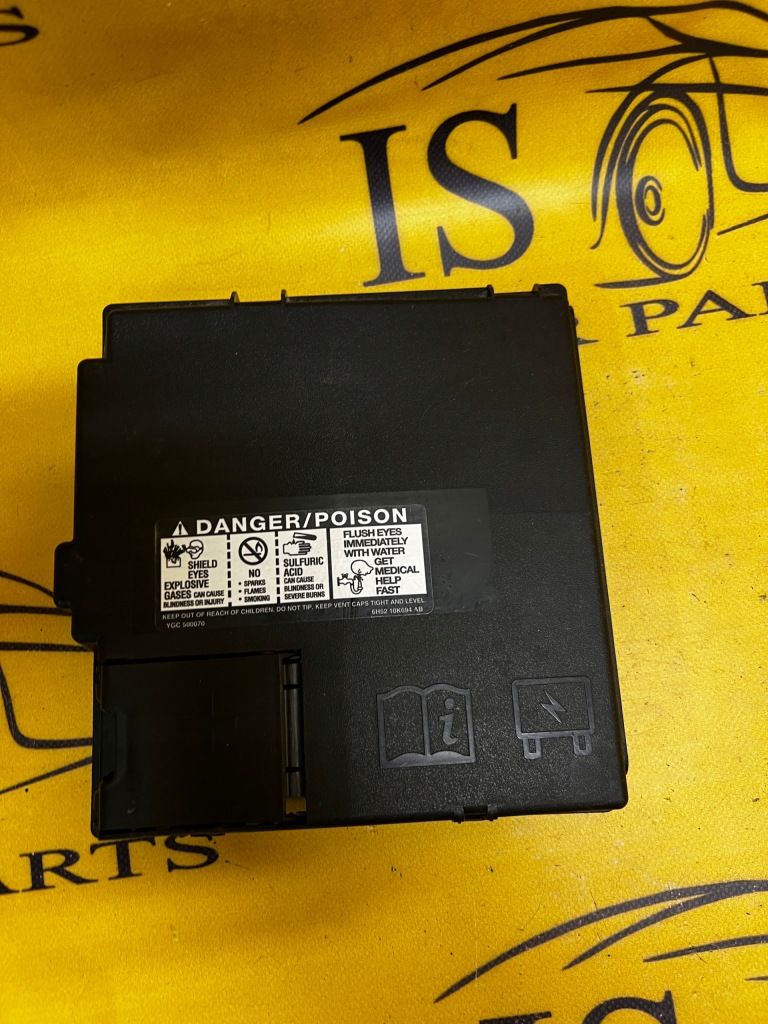 S
IS
R PAR
DANGER/POISON
SHIELD
EYES
EXPLOSIVE
GASES CAN CAUSE
BLINDNESS OR INJURY
NO
• SPARKS
• FLAMES
• SMOKING
SULFURIC
ACID
CAN CAUSE
BLINDNESS OR
SEVERE BURNS
FLUSH EYES
IMMEDIATELY
WITH WATER
GET
MEDICAL
HELP
FAST
KEEP OUT OF REACH OF CHILDREN. DO NOT TIP. KEEP VENT CAPS TIGHT AND LEVEL
YGC 500070
6H52 10K694 AB
+
i
ARTS
IS